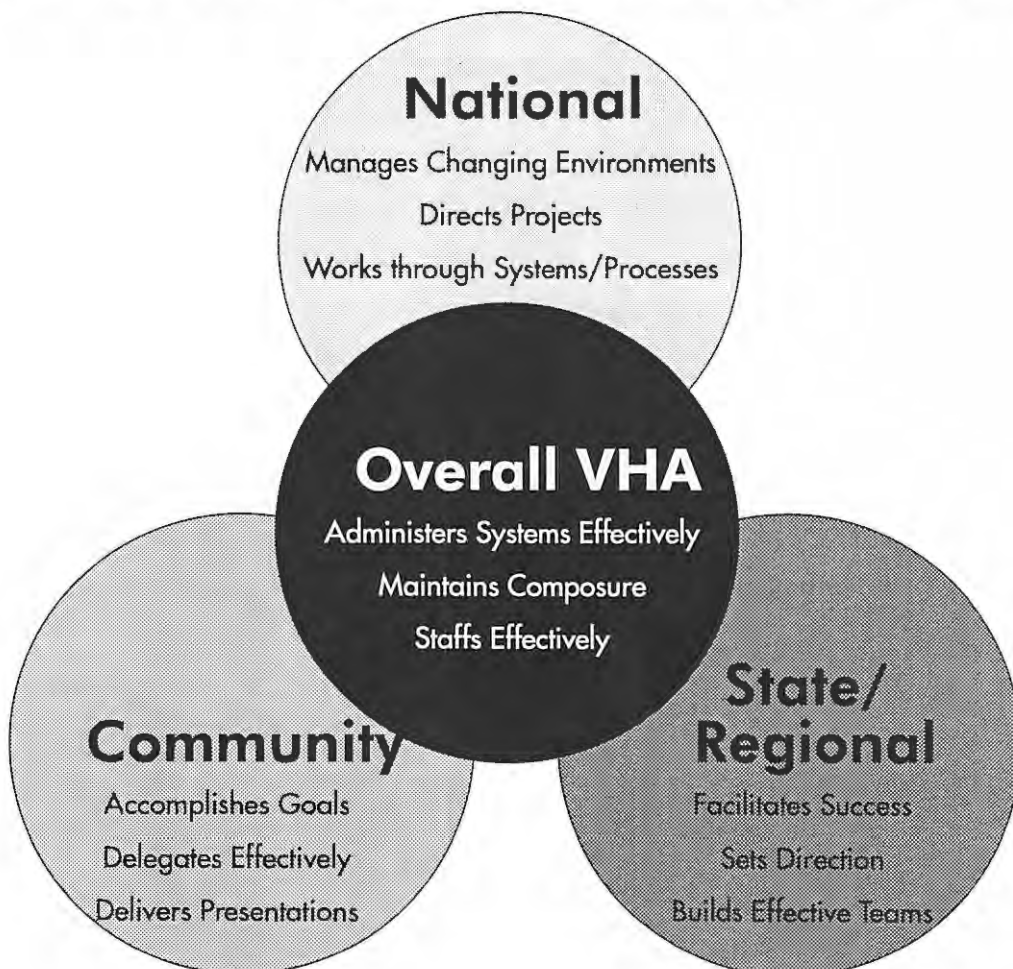 National
Manages Changing Environments
Directs Projects
Works through Systems/Processes
Overall VHA
Administers Systems Effectively
Maintains Composure
Staffs Effectively
Community
Accomplishes Goals
Delegates Effectively
Delivers Presentations
State/
Regional
Facilitates Success
Sets Direction
Builds Effective Teams